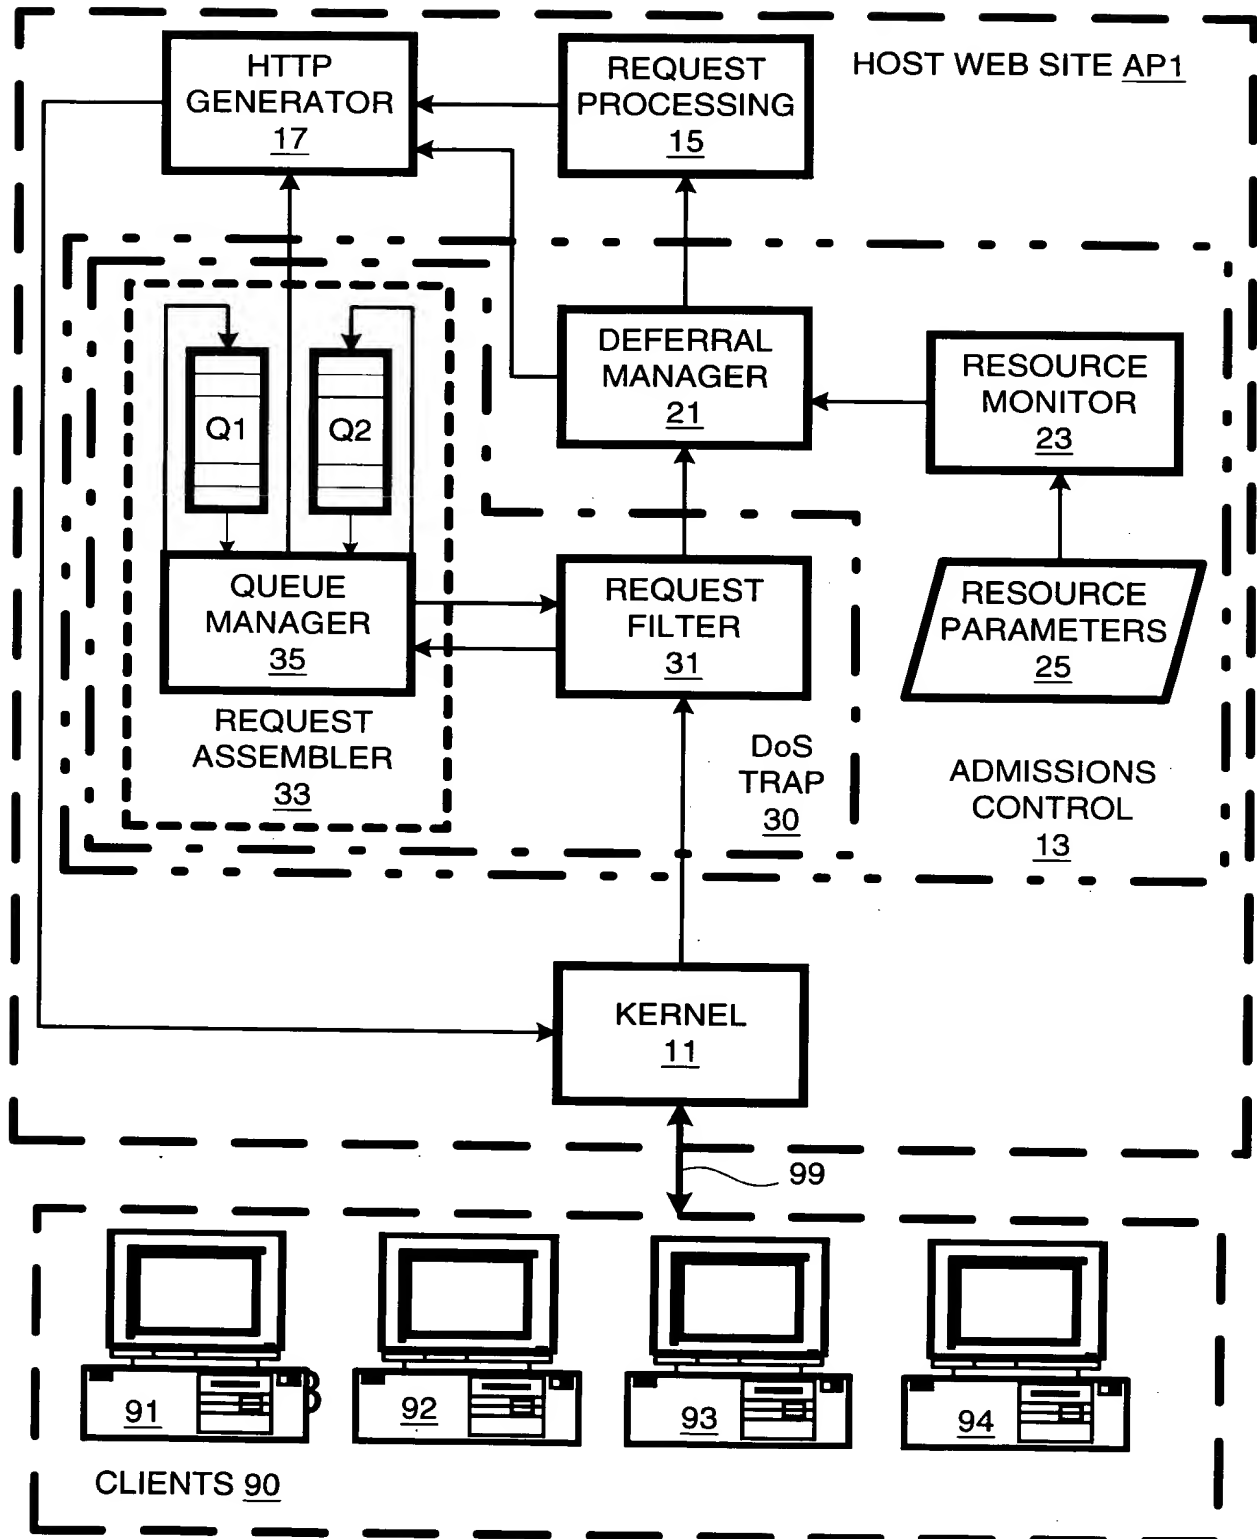 HOST WEB SITE AP1
HTTP
GENERATOR
17
REQUEST
PROCESSING
15
DEFERRAL
MANAGER
21
RESOURCE
MONITOR
23
Q1
Q2
QUEUE
MANAGER
35
REQUEST
FILTER
31
RESOURCE
PARAMETERS
25
REQUEST
ASSEMBLER
33
DoS
TRAP
30
ADMISSIONS
CONTROL
13
KERNEL
11
99
91
92
93
94
CLIENTS 90